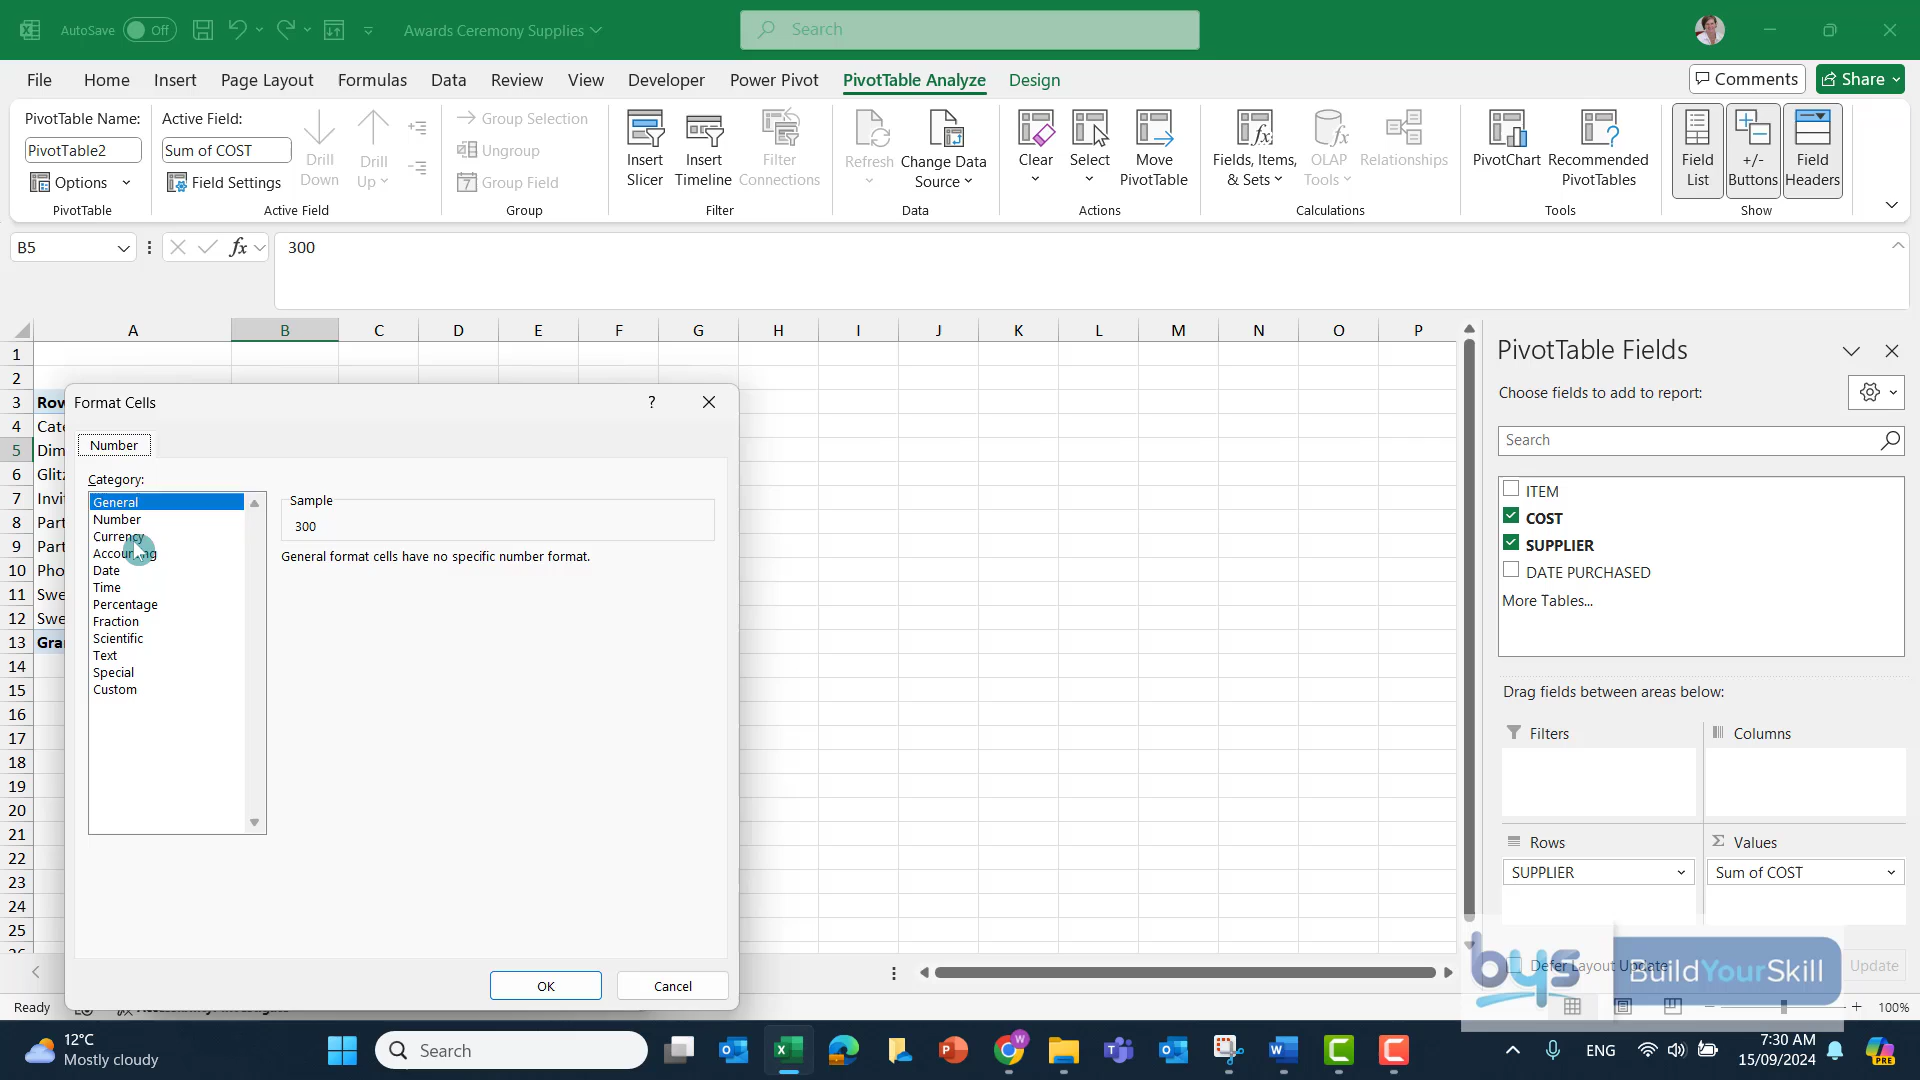 AutoSave Off Awards Ceremony Supplies Search
File Home Insert Page Layout Formulas Data Review View Developer Power Pivot PivotTable Analyze Design Comments Share
PivotTable Name:
PivotTable2
Options
PivotTable
Active Field:
Sum of COST
Field Settings
Drill Down
Drill Up
Active Field
Group Selection
Ungroup
Group Field
Group
Insert Slicer
Insert Timeline
Filter Connections
Filter
Refresh
Change Data Source
Data
Clear
Select
Move PivotTable
Actions
Fields, Items, & Sets
OLAP Tools
Relationships
Calculations
PivotChart
Recommended PivotTables
Tools
Field List
+/- Buttons
Field Headers
Show
B5 fx 300
A B C D E F G H I J K L M N O P
1
2
3 Row
4 Cate
5 Dim
6 Glitz
7 Invi
8 Part
9 Part
10 Pho
11 Swe
12 Swe
13 Gran
14
15
16
17
18
19
20
21
22
23
24
25
Format Cells ?
Number
Category:
General
Number
Currency
Accounting
Date
Time
Percentage
Fraction
Scientific
Text
Special
Custom
Sample
300
General format cells have no specific number format.
OK Cancel
PivotTable Fields
Choose fields to add to report:
Search
ITEM
COST
SUPPLIER
DATE PURCHASED
More Tables...
Drag fields between areas below:
Filters
Columns
Rows
SUPPLIER
Values
Sum of COST
Defer Layout Update
Update
bys BuildYourSkill
Ready
100%
12°C
Mostly cloudy
Search
ENG
7:30 AM
15/09/2024